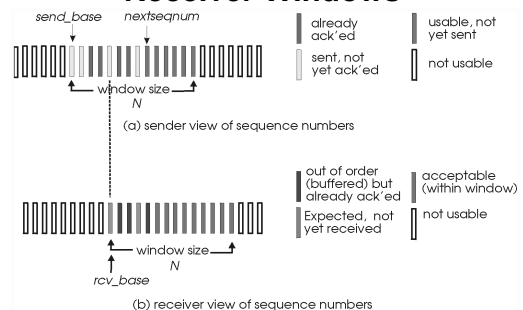 Receiver Windows
send_base nextseqnum
already
ack'ed
usable, not
yet sent
sent, not
yet ack'ed
not usable
window size
N
(a) sender view of sequence numbers
out of order
(buffered) but
already ack'ed
acceptable
(within window)
Expected, not
yet received
not usable
window size
N
rcv_base
(b) receiver view of sequence numbers